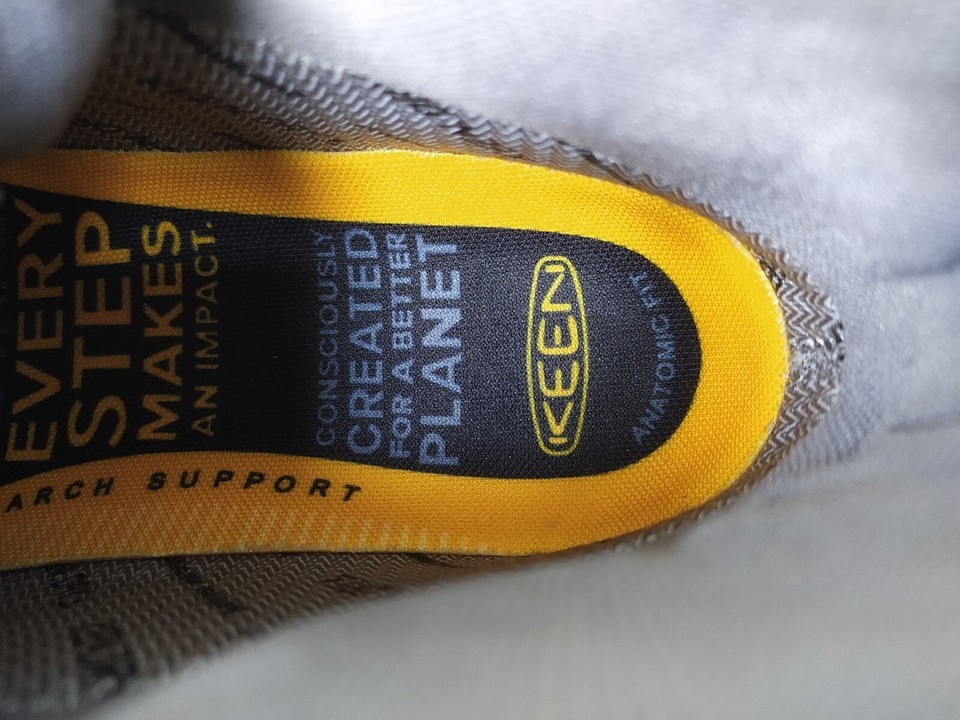 EVERY
STEP
MAKES
AN IMPACT.
CONSCIOUSLY
CREATED
FOR A BETTER
PLANET
KEEN
ANATOMIC FIT
ARCH SUPPORT